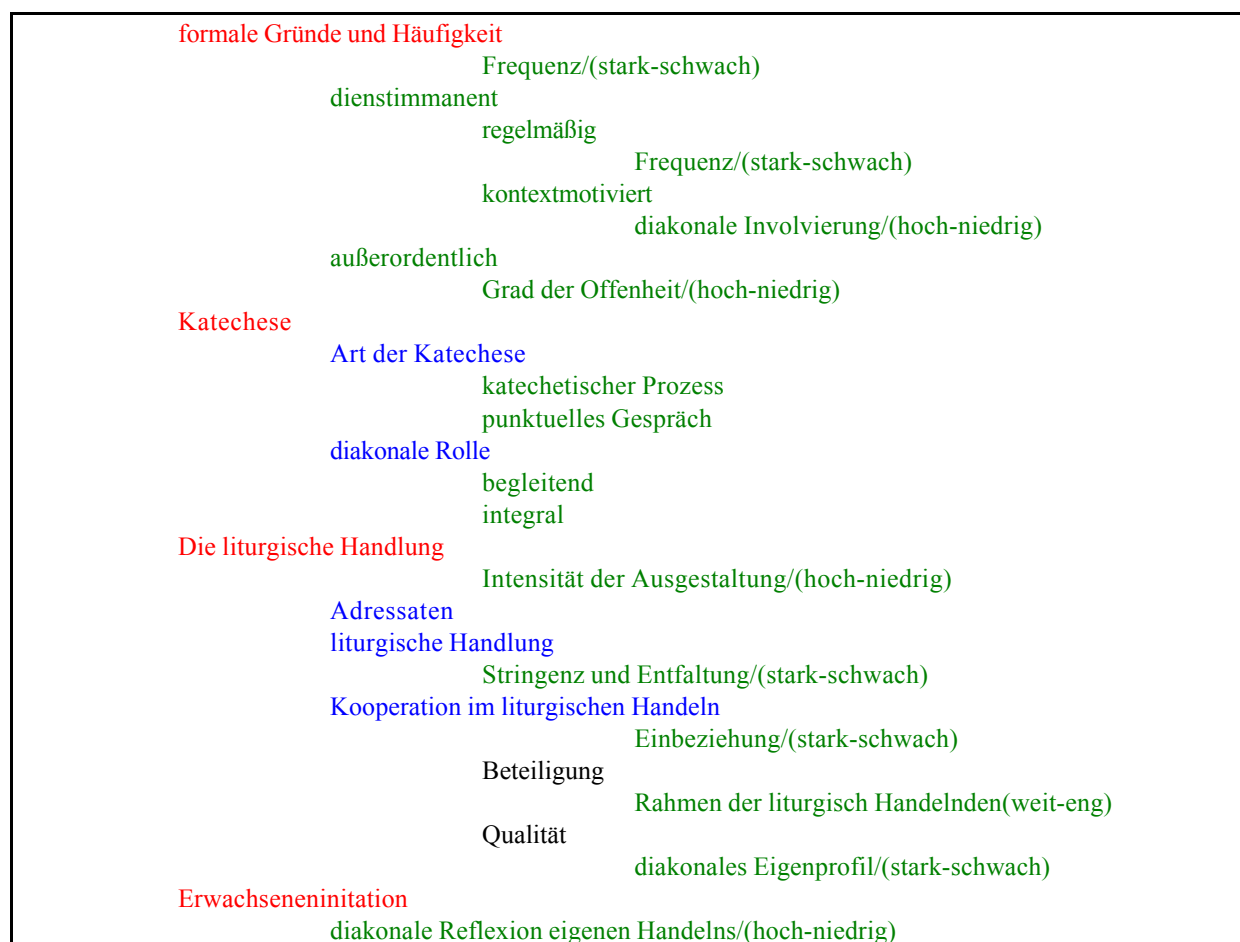 formale Gründe und Häufigkeit
Frequenz/(stark-schwach)
dienstimmanent
regelmäßig
Frequenz/(stark-schwach)
kontextmotiviert
diakonale Involvierung/(hoch-niedrig)
außerordentlich
Grad der Offenheit/(hoch-niedrig)
Katechese
Art der Katechese
katechetischer Prozess
punktuelles Gespräch
diakonale Rolle
begleitend
integral
Die liturgische Handlung
Intensität der Ausgestaltung/(hoch-niedrig)
Adressaten
liturgische Handlung
Stringenz und Entfaltung/(stark-schwach)
Kooperation im liturgischen Handeln
Einbeziehung/(stark-schwach)
Beteiligung
Rahmen der liturgisch Handelnden(weit-eng)
Qualität
diakonales Eigenprofil/(stark-schwach)
Erwachseneninitation
diakonale Reflexion eigenen Handelns/(hoch-niedrig)